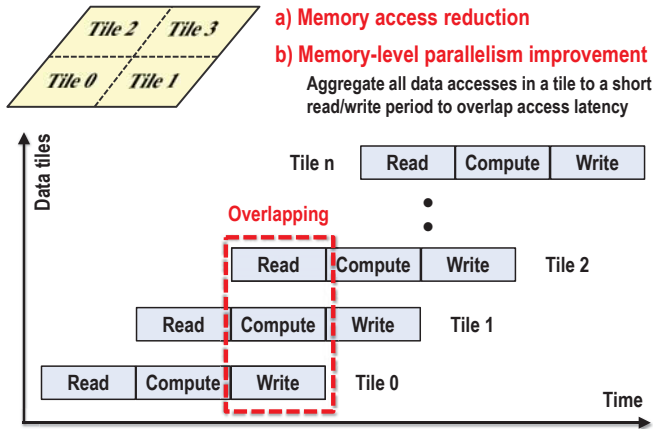 Tile 2 Tile 3
Tile 0 Tile 1
a) Memory access reduction
b) Memory-level parallelism improvement
Aggregate all data accesses in a tile to a short
read/write period to overlap access latency
Data tiles
Tile n Read Compute Write
Overlapping
Read Compute Write Tile 2
Read Compute Write Tile 1
Read Compute Write Tile 0
Time